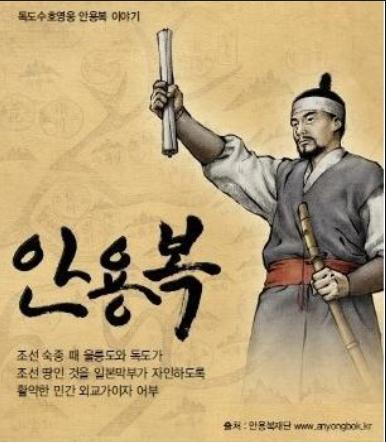 독도수호영웅 안용복 이야기
안용복
조선 숙종 때 울릉도와 독도가
조선 땅인 것을 일본막부가 자인하도록
활약한 민간 외교가이자 어부
출처 : 안용복재단 www.anyongbok.kr